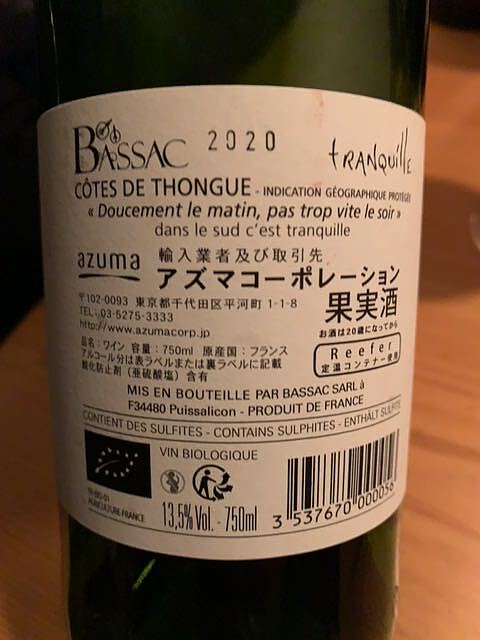 BASSAC 2020 tranquille
CÔTES DE THONGUE - INDICATION GÉOGRAPHIQUE PROTÉGÉE
« Doucement le matin, pas trop vite le soir »
dans le sud c'est tranquille
azuma 輸入業者及び取引先
アズマコーポレーション
〒102-0093 東京都千代田区平河町 1-1-8
TEL:03-5275-3333
http://www.azumacorp.jp
果実酒
お酒は20歳になってから
品名:ワイン 容量:750ml 原産国:フランス
アルコール分は表ラベルまたは裏ラベルに記載
酸化防止剤(亜硫酸塩)含有
Reefer
定温コンテナー使用
MIS EN BOUTEILLE PAR BASSAC SARL à
F34480 Puissalicon - PRODUIT DE FRANCE
CONTIENT DES SULFITES - CONTAINS SULPHITES - ENTHÄLT SULFITE
VIN BIOLOGIQUE
FR-BIO-01
AGRICULTURE FRANCE
13,5% Vol. - 750ml
3 537670 000056